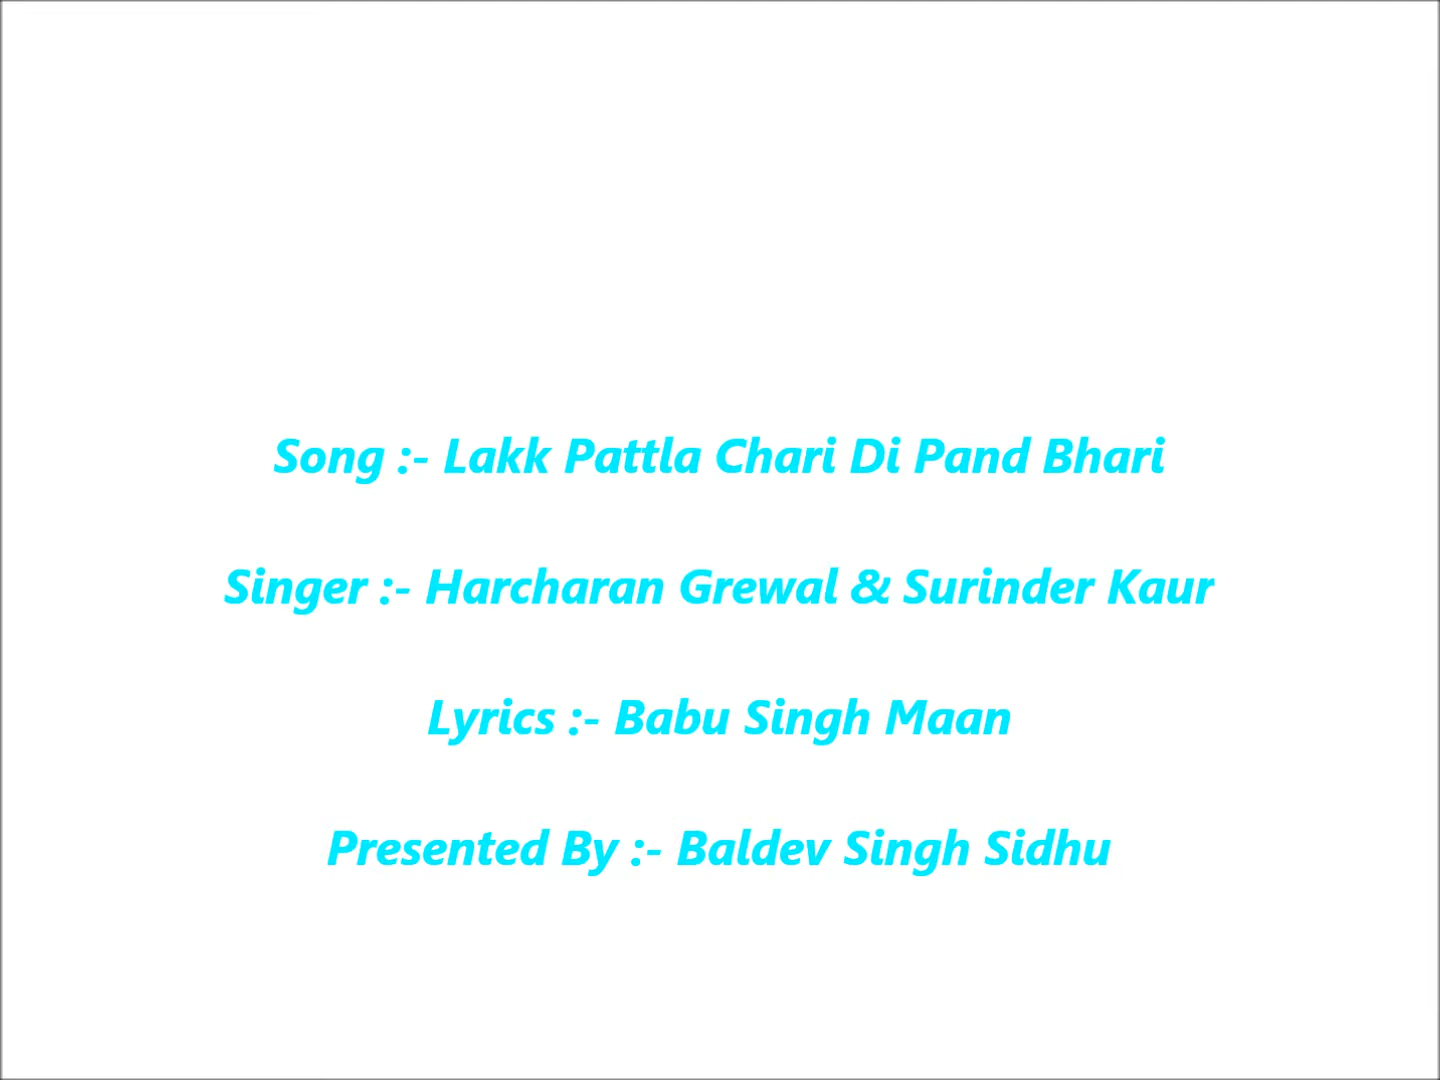 Song :- Lakk Pattla Chari Di Pand Bhari
Singer :- Harcharan Grewal & Surinder Kaur
Lyrics :- Babu Singh Maan
Presented By :- Baldev Singh Sidhu